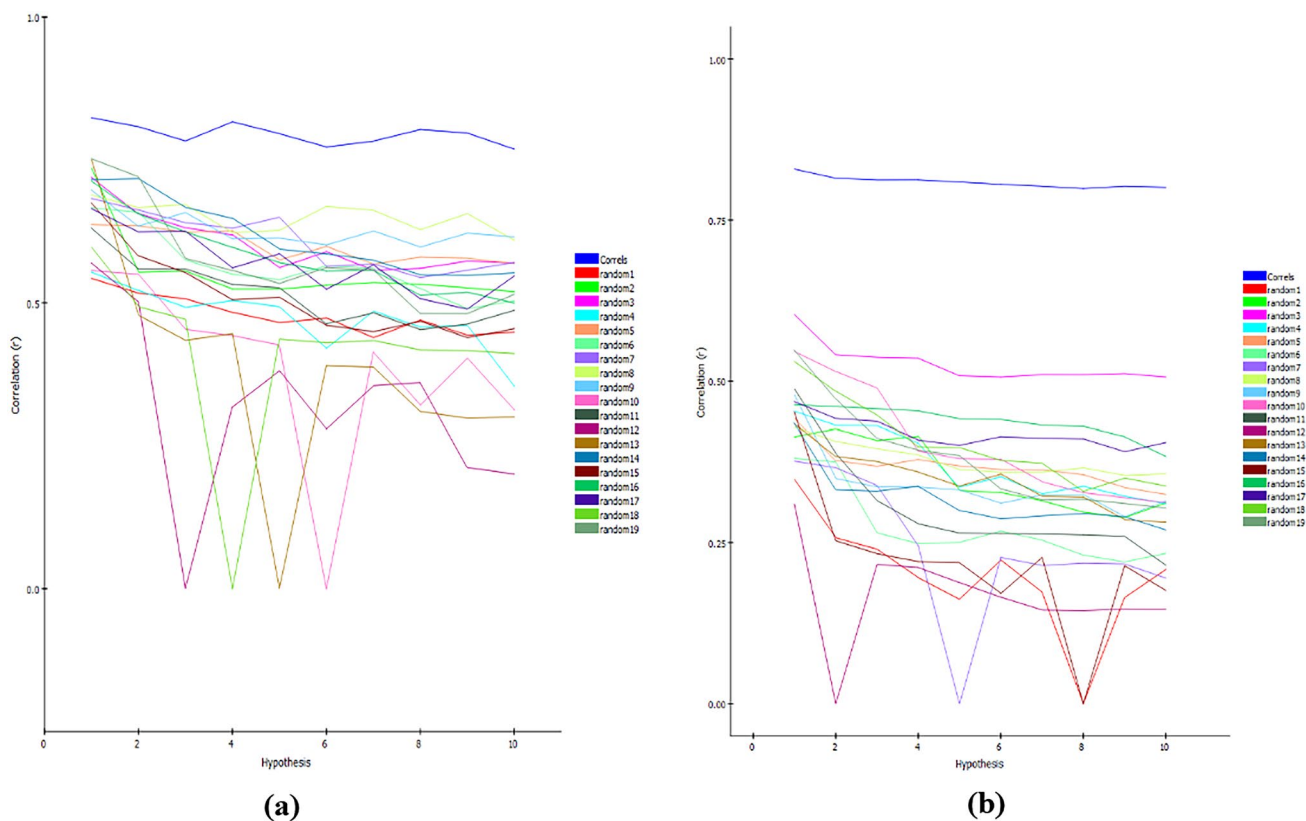 1.0
0.5
0.0
Correlation (r)
0
2
4
6
8
10
Hypothesis
Correls
random1
random2
random3
random4
random5
random6
random7
random8
random9
random10
random11
random12
random13
random14
random15
random16
random17
random18
random19
(a)
1.00
0.75
0.50
0.25
0.00
Correlation (r)
0
2
4
6
8
10
Hypothesis
Correls
random1
random2
random3
random4
random5
random6
random7
random8
random9
random10
random11
random12
random13
random14
random15
random16
random17
random18
random19
(b)